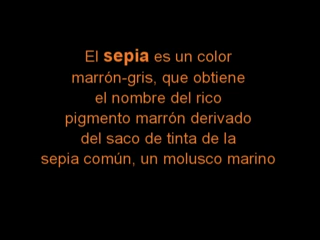 El sepia es un color
marrón-gris, que obtiene
el nombre del rico
pigmento marrón derivado
del saco de tinta de la
sepia común, un molusco marino